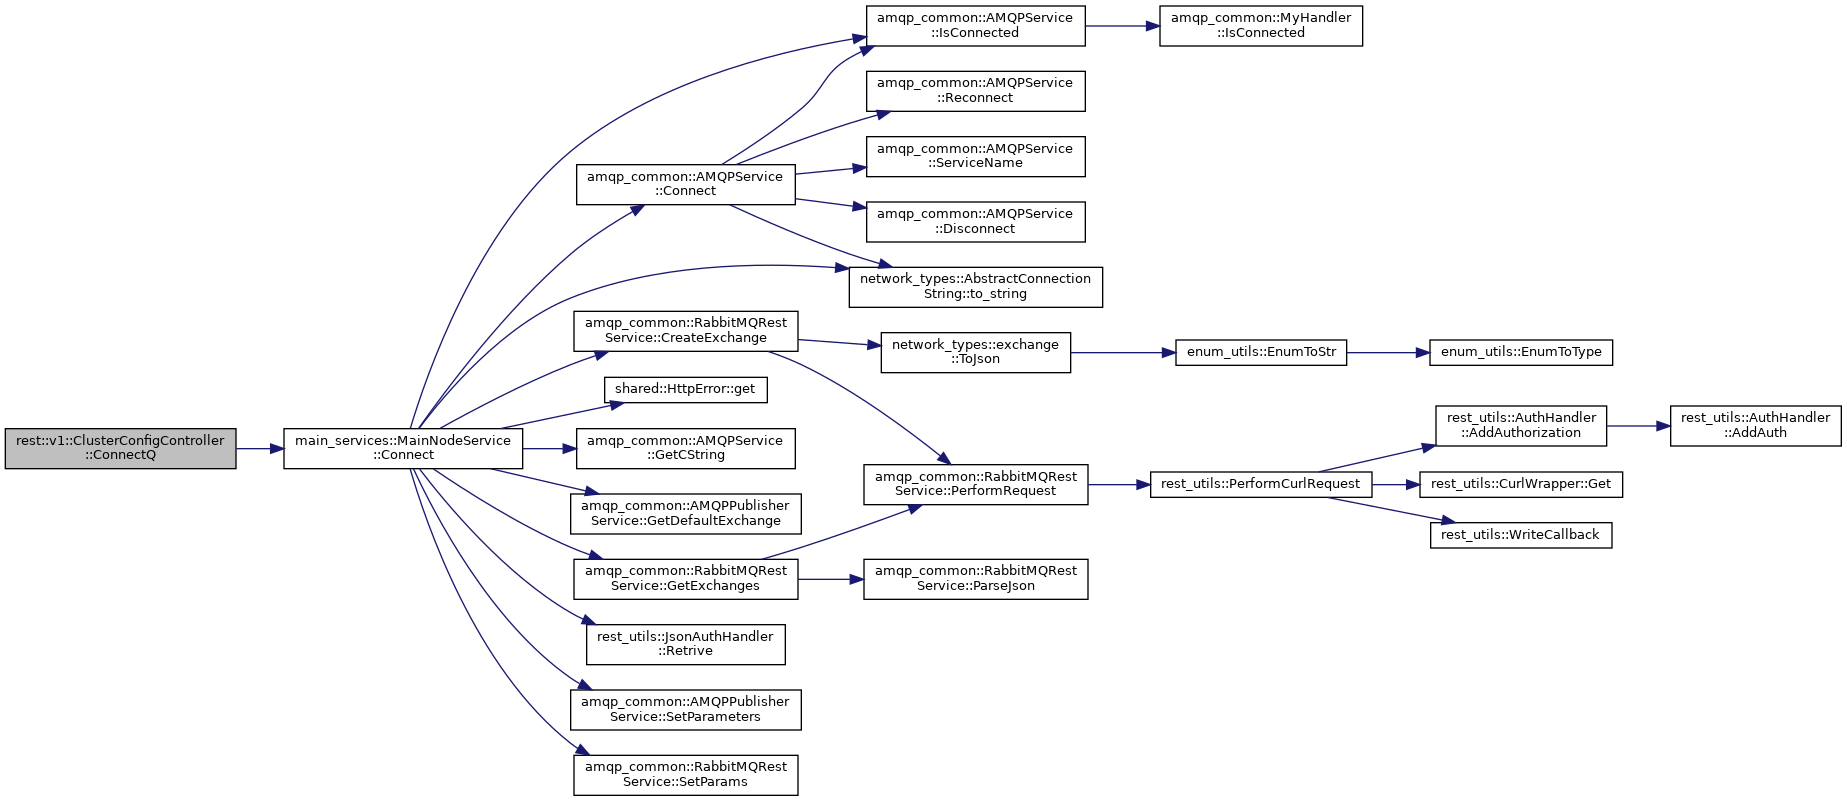 rest::v1::ClusterConfigController
::ConnectQ
main_services::MainNodeService
::Connect
amqp_common::AMQPService
::IsConnected
amqp_common::MyHandler
::IsConnected
amqp_common::AMQPService
::Connect
amqp_common::AMQPService
::Reconnect
amqp_common::AMQPService
::ServiceName
amqp_common::AMQPService
::Disconnect
network_types::AbstractConnection
String::to_string
amqp_common::RabbitMQRest
Service::CreateExchange
network_types::exchange
::ToJson
enum_utils::EnumToStr
enum_utils::EnumToType
shared::HttpError::get
amqp_common::AMQPService
::GetCString
amqp_common::AMQPPublisher
Service::GetDefaultExchange
amqp_common::RabbitMQRest
Service::PerformRequest
rest_utils::PerformCurlRequest
rest_utils::AuthHandler
::AddAuthorization
rest_utils::AuthHandler
::AddAuth
rest_utils::CurlWrapper::Get
rest_utils::WriteCallback
amqp_common::RabbitMQRest
Service::GetExchanges
amqp_common::RabbitMQRest
Service::ParseJson
rest_utils::JsonAuthHandler
::Retrive
amqp_common::AMQPPublisher
Service::SetParameters
amqp_common::RabbitMQRest
Service::SetParams